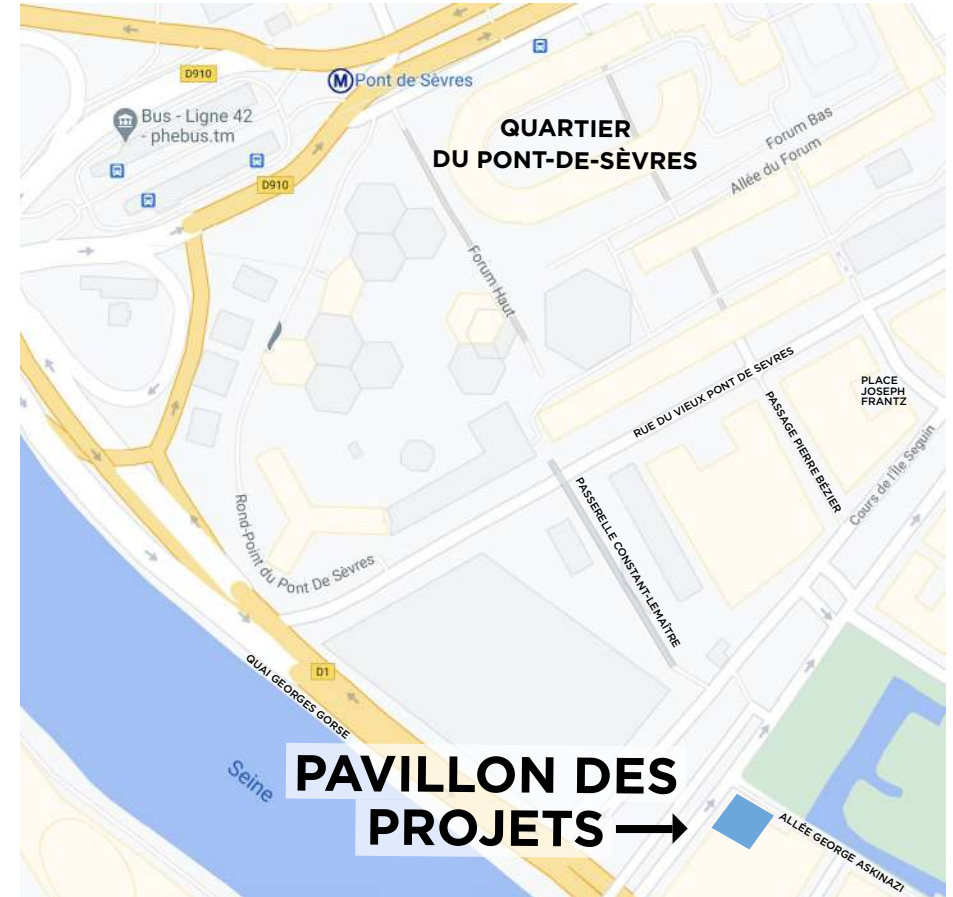 D910
M Pont de Sèvres
Bus - Ligne 42
- phebus.tm
QUARTIER
DU PONT-DE-SÈVRES
Forum Bas
Allée du Forum
D910
Forum Haut
RUE DU VIEUX PONT DE SEVRES
PLACE
JOSEPH
FRANTZ
PASSAGE PIERRE BÉZIER
Cours de l'Île Seguin
PASSERELLE CONSTANT-LEMAÎTRE
Rond-Point du Pont De Sèvres
QUAI GEORGES GORSE
D1
Seine
PAVILLON DES
PROJETS
ALLÉE GEORGE ASKINAZI